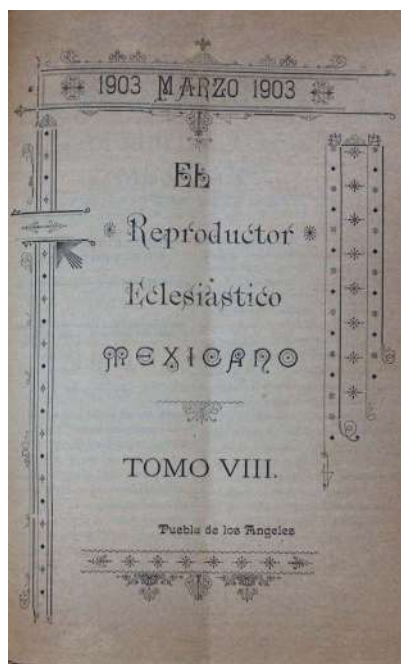 1903 MARZO 1903
EL
Reproductor
Eclesiástico
MEXICANO
TOMO VIII.
Puebla de los Angeles